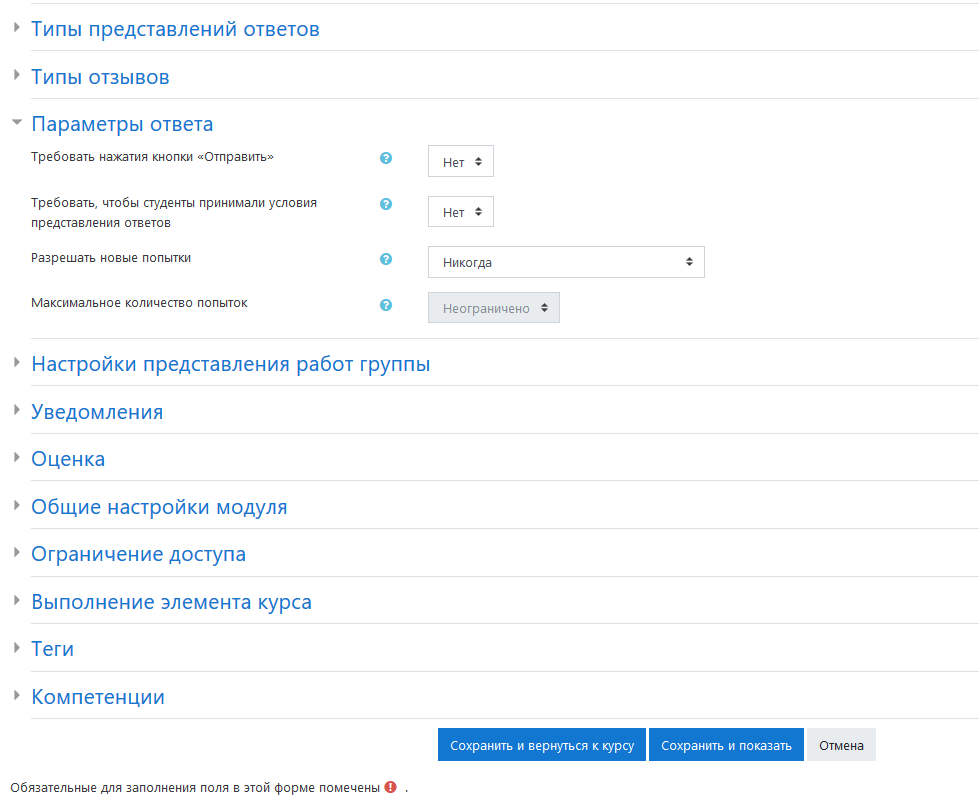 Типы представлений ответов
Типы отзывов
Параметры ответа
Требовать нажатия кнопки «Отправить»
Нет
Требовать, чтобы студенты принимали условия
представления ответов
Нет
Разрешать новые попытки
Никогда
Максимальное количество попыток
Неограничено
Настройки представления работ группы
Уведомления
Оценка
Общие настройки модуля
Ограничение доступа
Выполнение элемента курса
Теги
Компетенции
Сохранить и вернуться к курсу Сохранить и показать Отмена
Обязательные для заполнения поля в этой форме помечены .